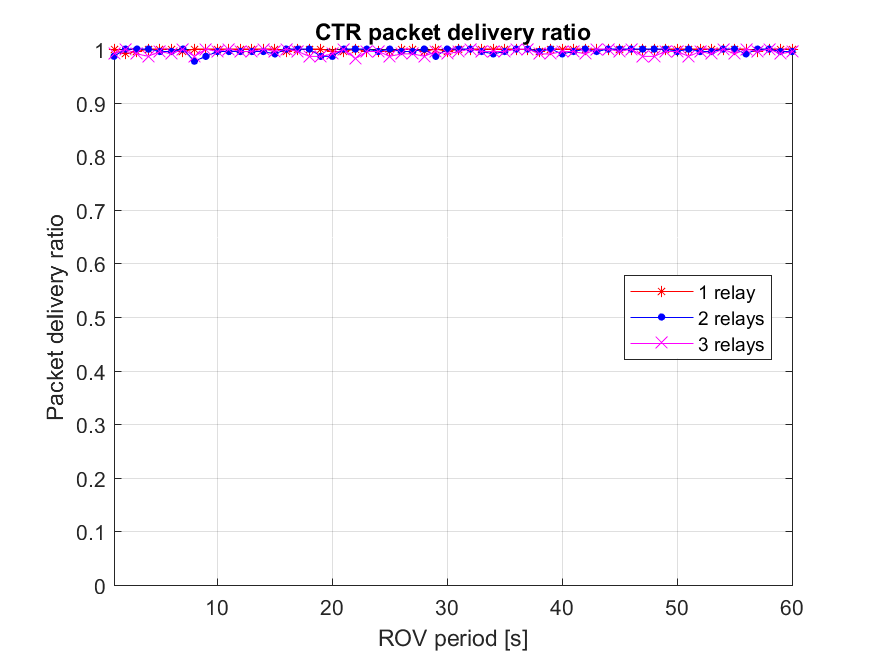 CTR packet delivery ratio
1
0.9
0.8
0.7
0.6
0.5
0.4
0.3
0.2
0.1
0
Packet delivery ratio
1 relay
2 relays
3 relays
10 20 30 40 50 60
ROV period [s]